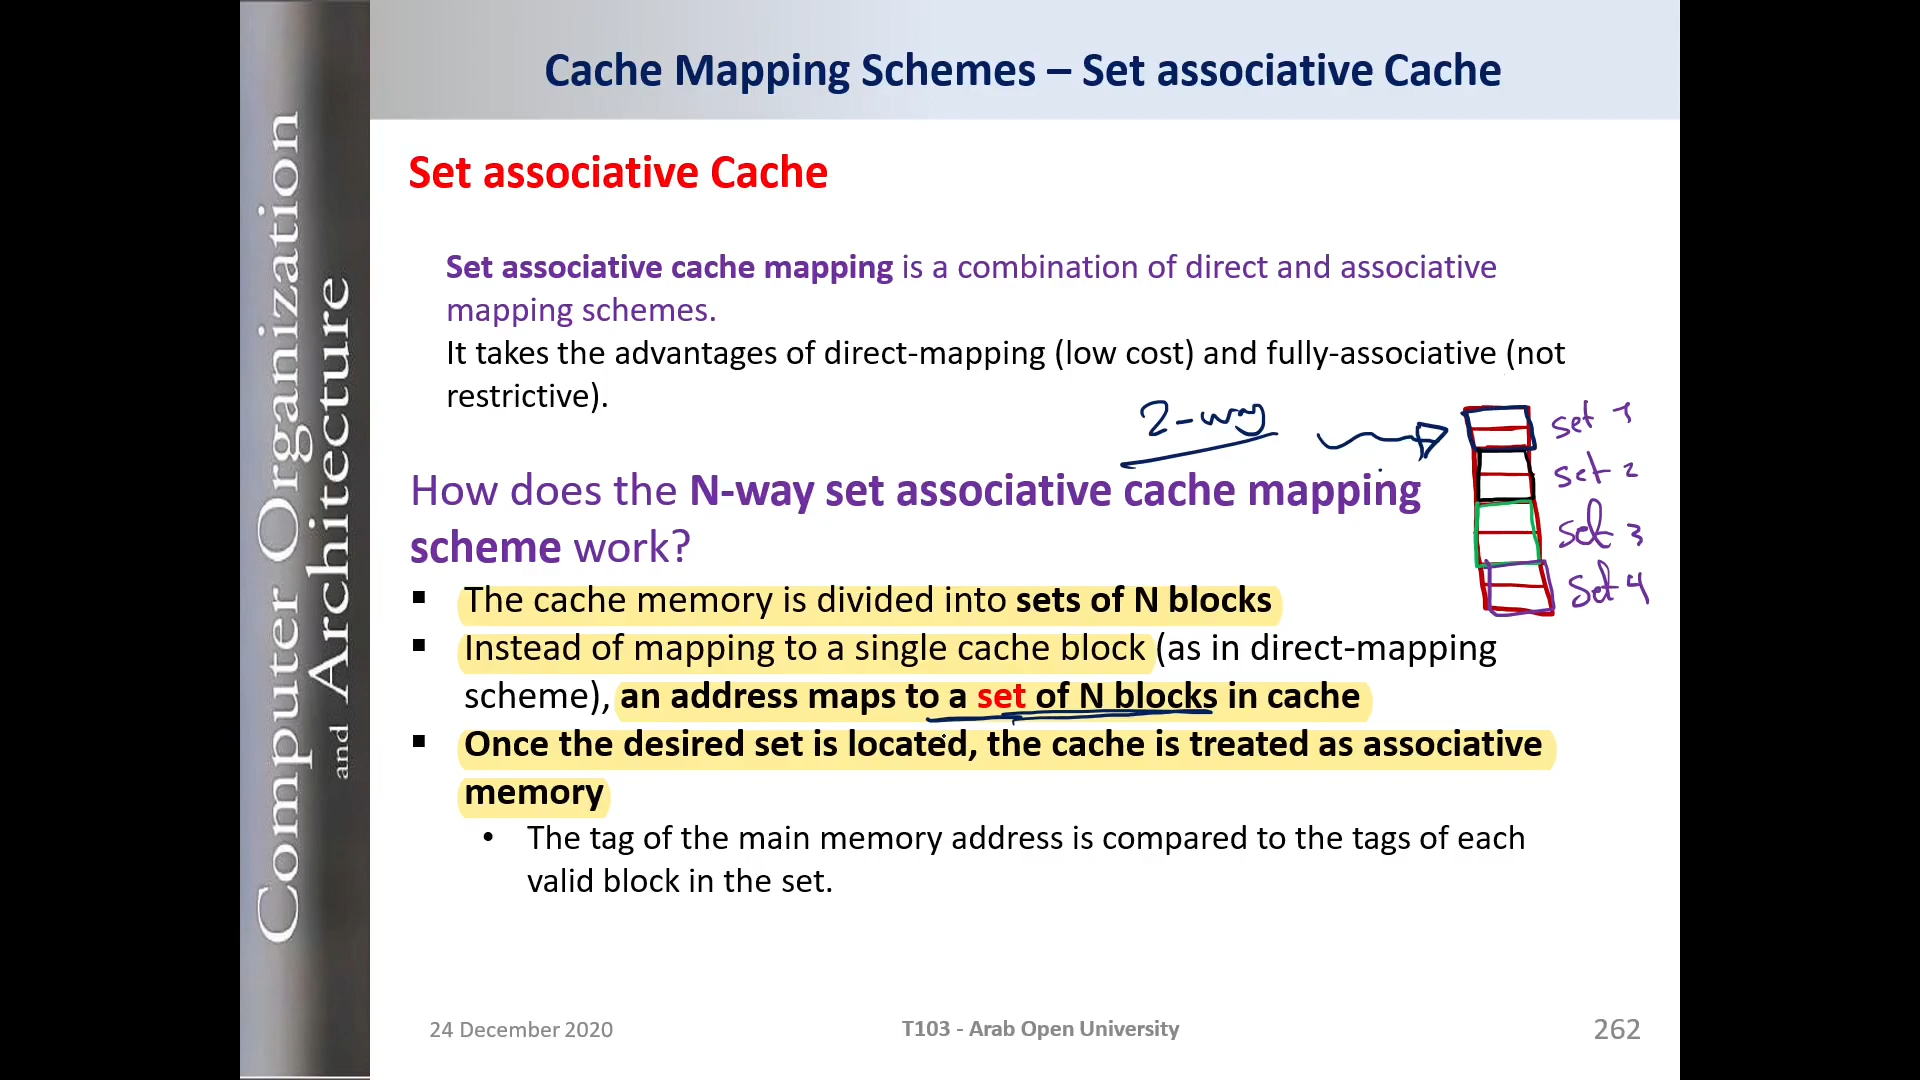 Computer Organization
and Architecture
Cache Mapping Schemes – Set associative Cache
Set associative Cache
Set associative cache mapping is a combination of direct and associative
mapping schemes.
It takes the advantages of direct-mapping (low cost) and fully-associative (not
restrictive).
2-way
set 1
set 2
set 3
set 4
How does the N-way set associative cache mapping
scheme work?
▪ The cache memory is divided into sets of N blocks
▪ Instead of mapping to a single cache block (as in direct-mapping
scheme), an address maps to a set of N blocks in cache
▪ Once the desired set is located, the cache is treated as associative
memory
• The tag of the main memory address is compared to the tags of each
valid block in the set.
24 December 2020
T103 - Arab Open University
262